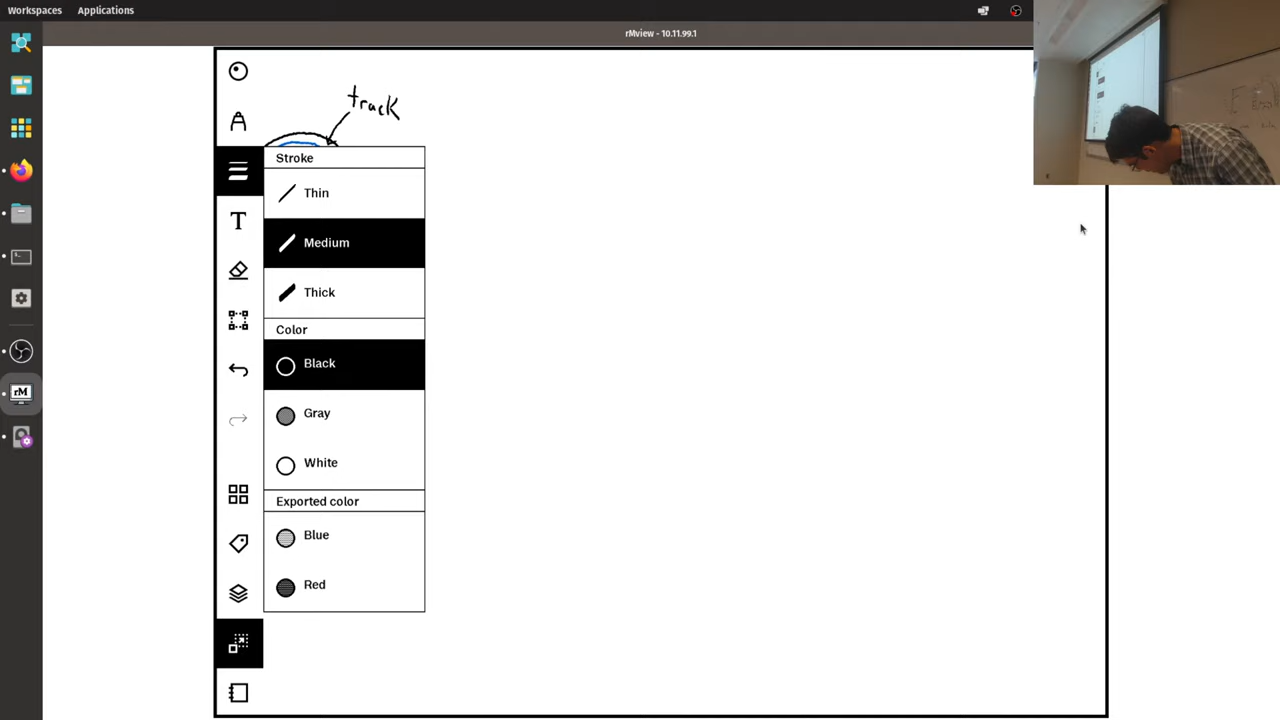 Workspaces Applications
rMview - 10.11.99.1
track
Stroke
Thin
T
Medium
Thick
Color
Black
rM
Gray
White
Exported color
Blue
Red